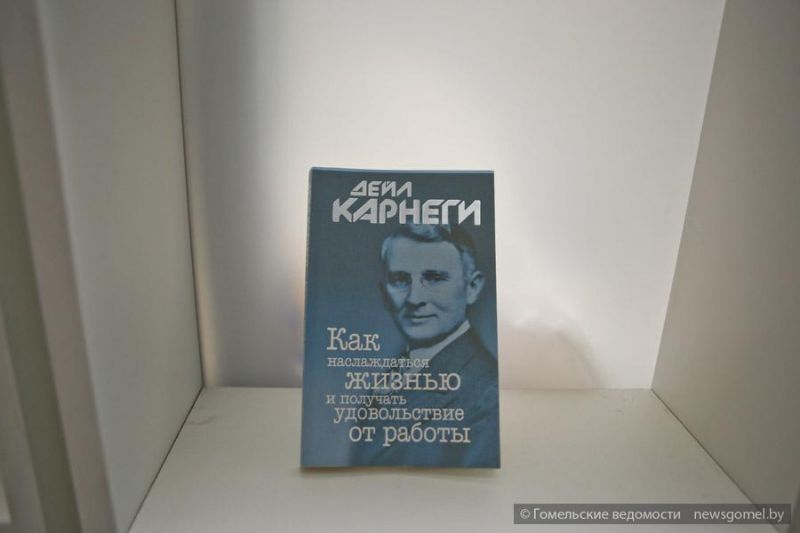 ДЕЙЛ
КАРНЕГИ
Как
наслаждаться
жизнью
и получать
удовольствие
от работы
© Гомельские ведомости newsgomel.by